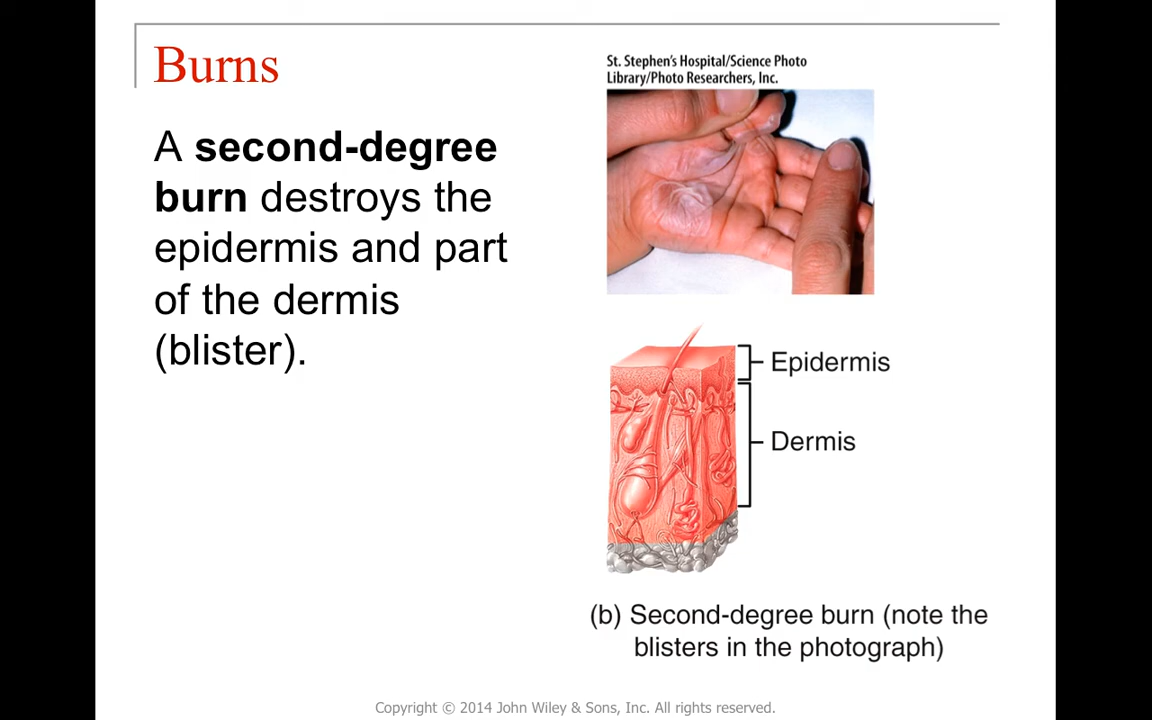 Burns
A second-degree
burn destroys the
epidermis and part
of the dermis
(blister).
St. Stephen's Hospital/Science Photo
Library/Photo Researchers, Inc.
Epidermis
Dermis
(b) Second-degree burn (note the
blisters in the photograph)
Copyright © 2014 John Wiley & Sons, Inc. All rights reserved.